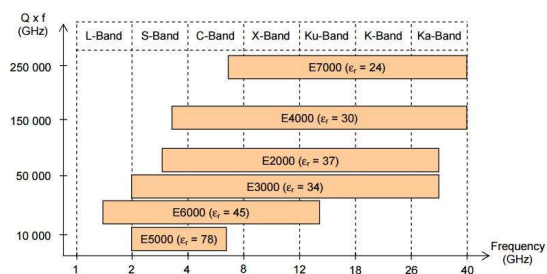 Q x f
(GHz)
L-Band S-Band C-Band X-Band Ku-Band K-Band Ka-Band
250 000
E7000 (εr = 24)
150 000
E4000 (εr = 30)
E2000 (εr = 37)
50 000
E3000 (εr = 34)
E6000 (εr = 45)
10 000
E5000 (εr = 78)
Frequency
(GHz)
1 2 4 8 12 18 26 40